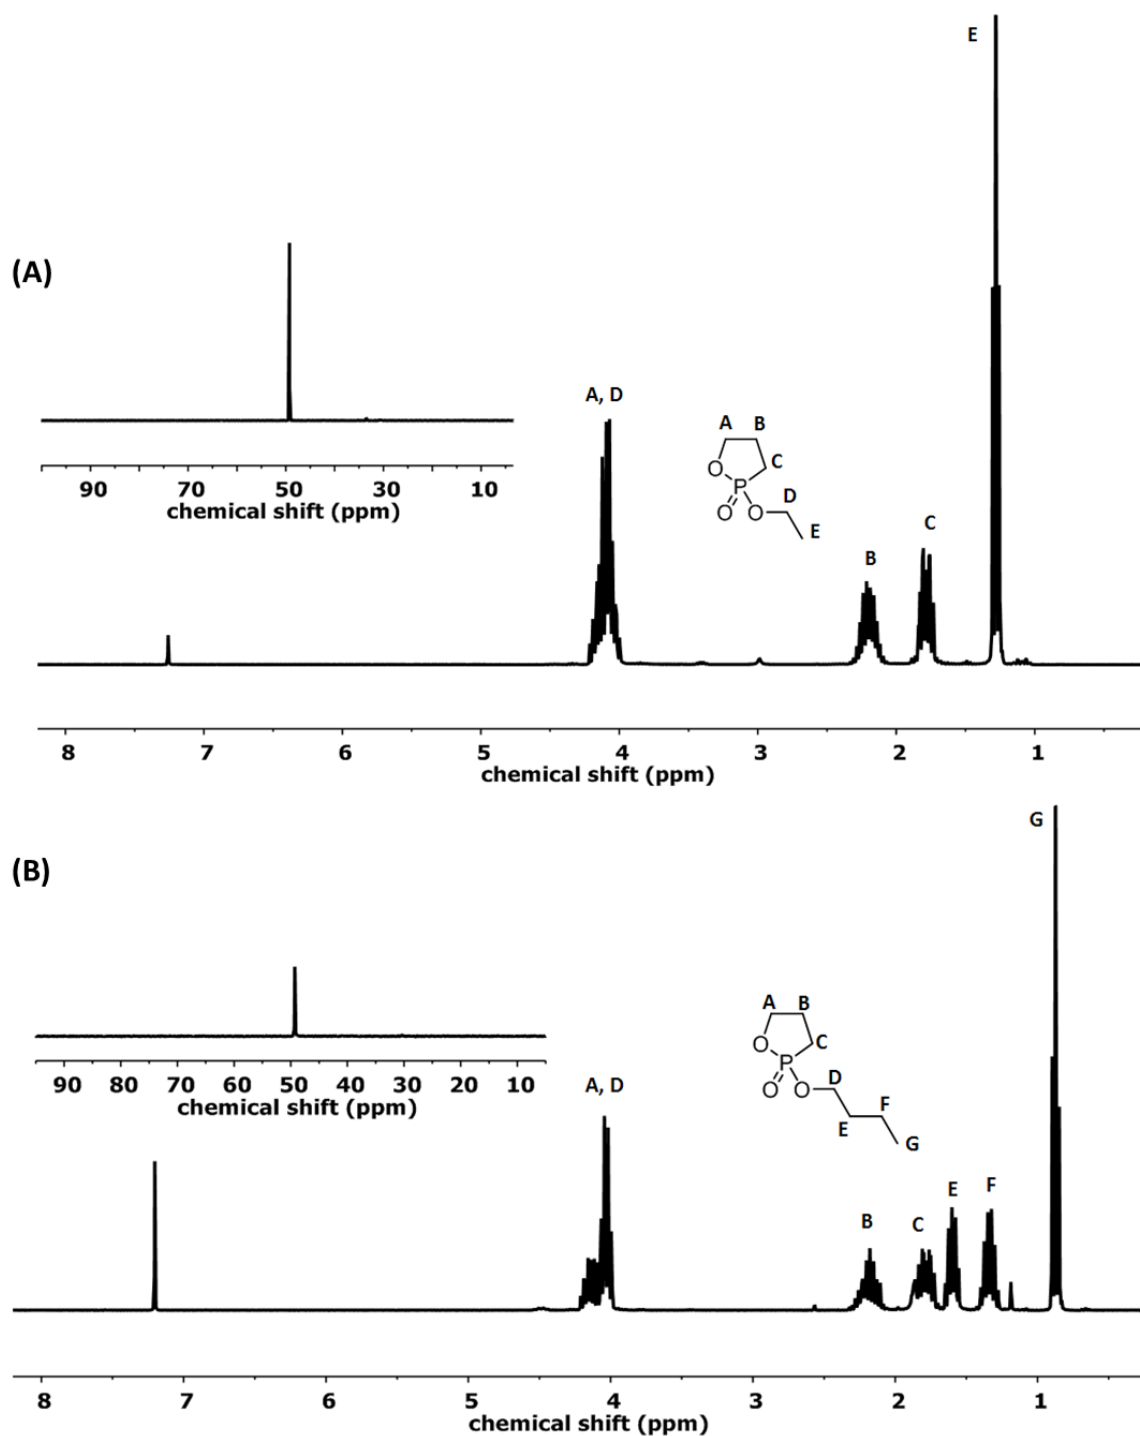 E
(A)
A, D
A B
O C
P
O O D
E
B
C
90 70 50 30 10
chemical shift (ppm)
8 7 6 5 4 3 2 1
chemical shift (ppm)
G
(B)
A, D
A B
O C
P
O O D
F
E
G
B
C
E
F
90 80 70 60 50 40 30 20 10
chemical shift (ppm)
8 7 6 5 4 3 2 1
chemical shift (ppm)